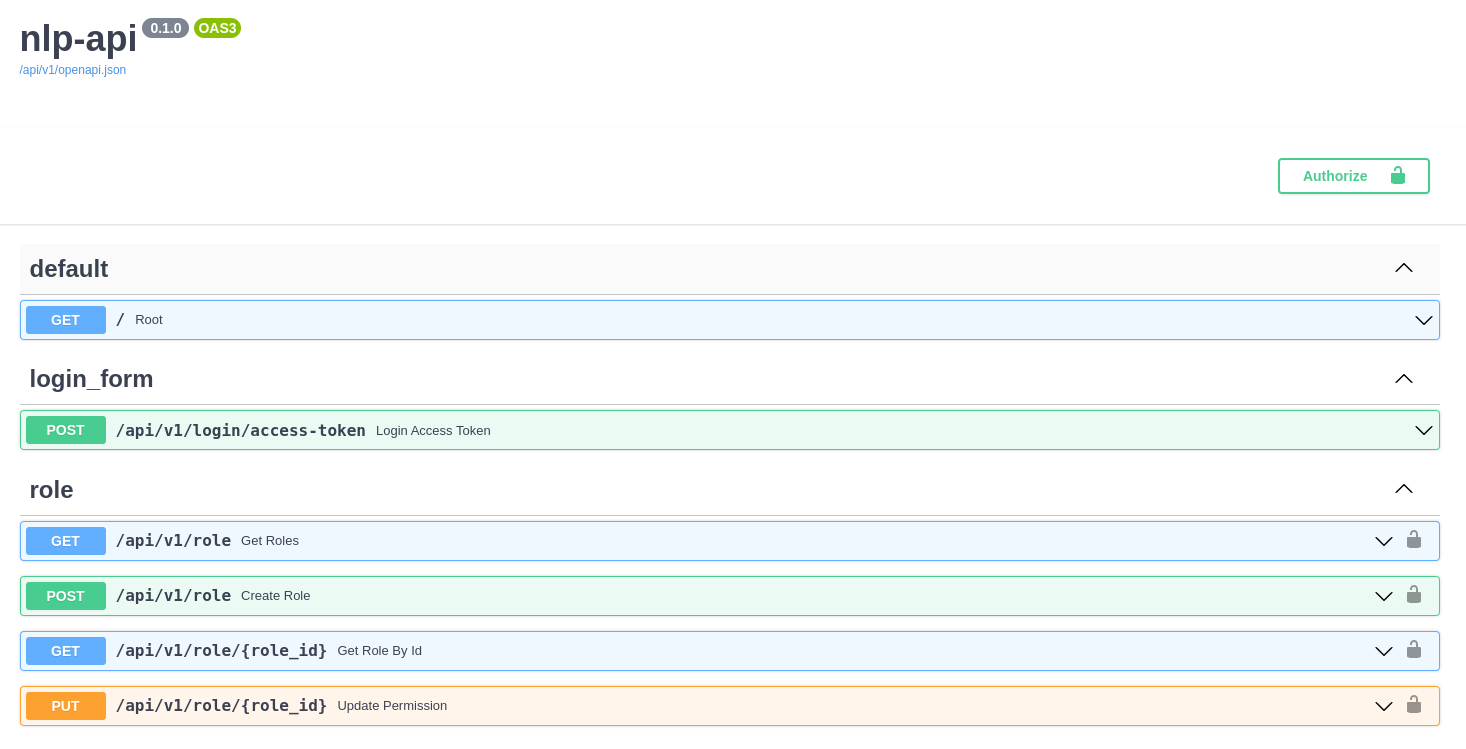 nlp-api 0.1.0 OAS3
/api/v1/openapi.json
Authorize
default
GET / Root
login_form
POST /api/v1/login/access-token Login Access Token
role
GET /api/v1/role Get Roles
POST /api/v1/role Create Role
GET /api/v1/role/{role_id} Get Role By Id
PUT /api/v1/role/{role_id} Update Permission